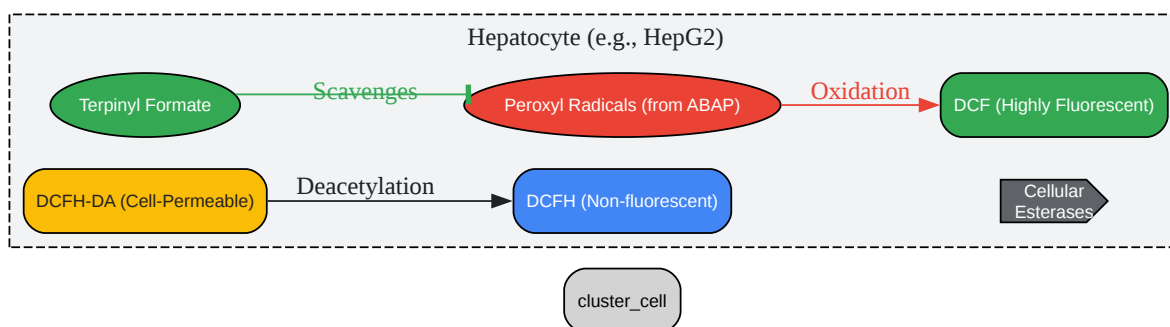 Hepatocyte (e.g., HepG2)
Terpinyl Formate
Scavenges
Peroxyl Radicals (from ABAP)
Oxidation
DCF (Highly Fluorescent)
DCFH-DA (Cell-Permeable)
Deacetylation
DCFH (Non-fluorescent)
Cellular
Esterases
cluster_cell